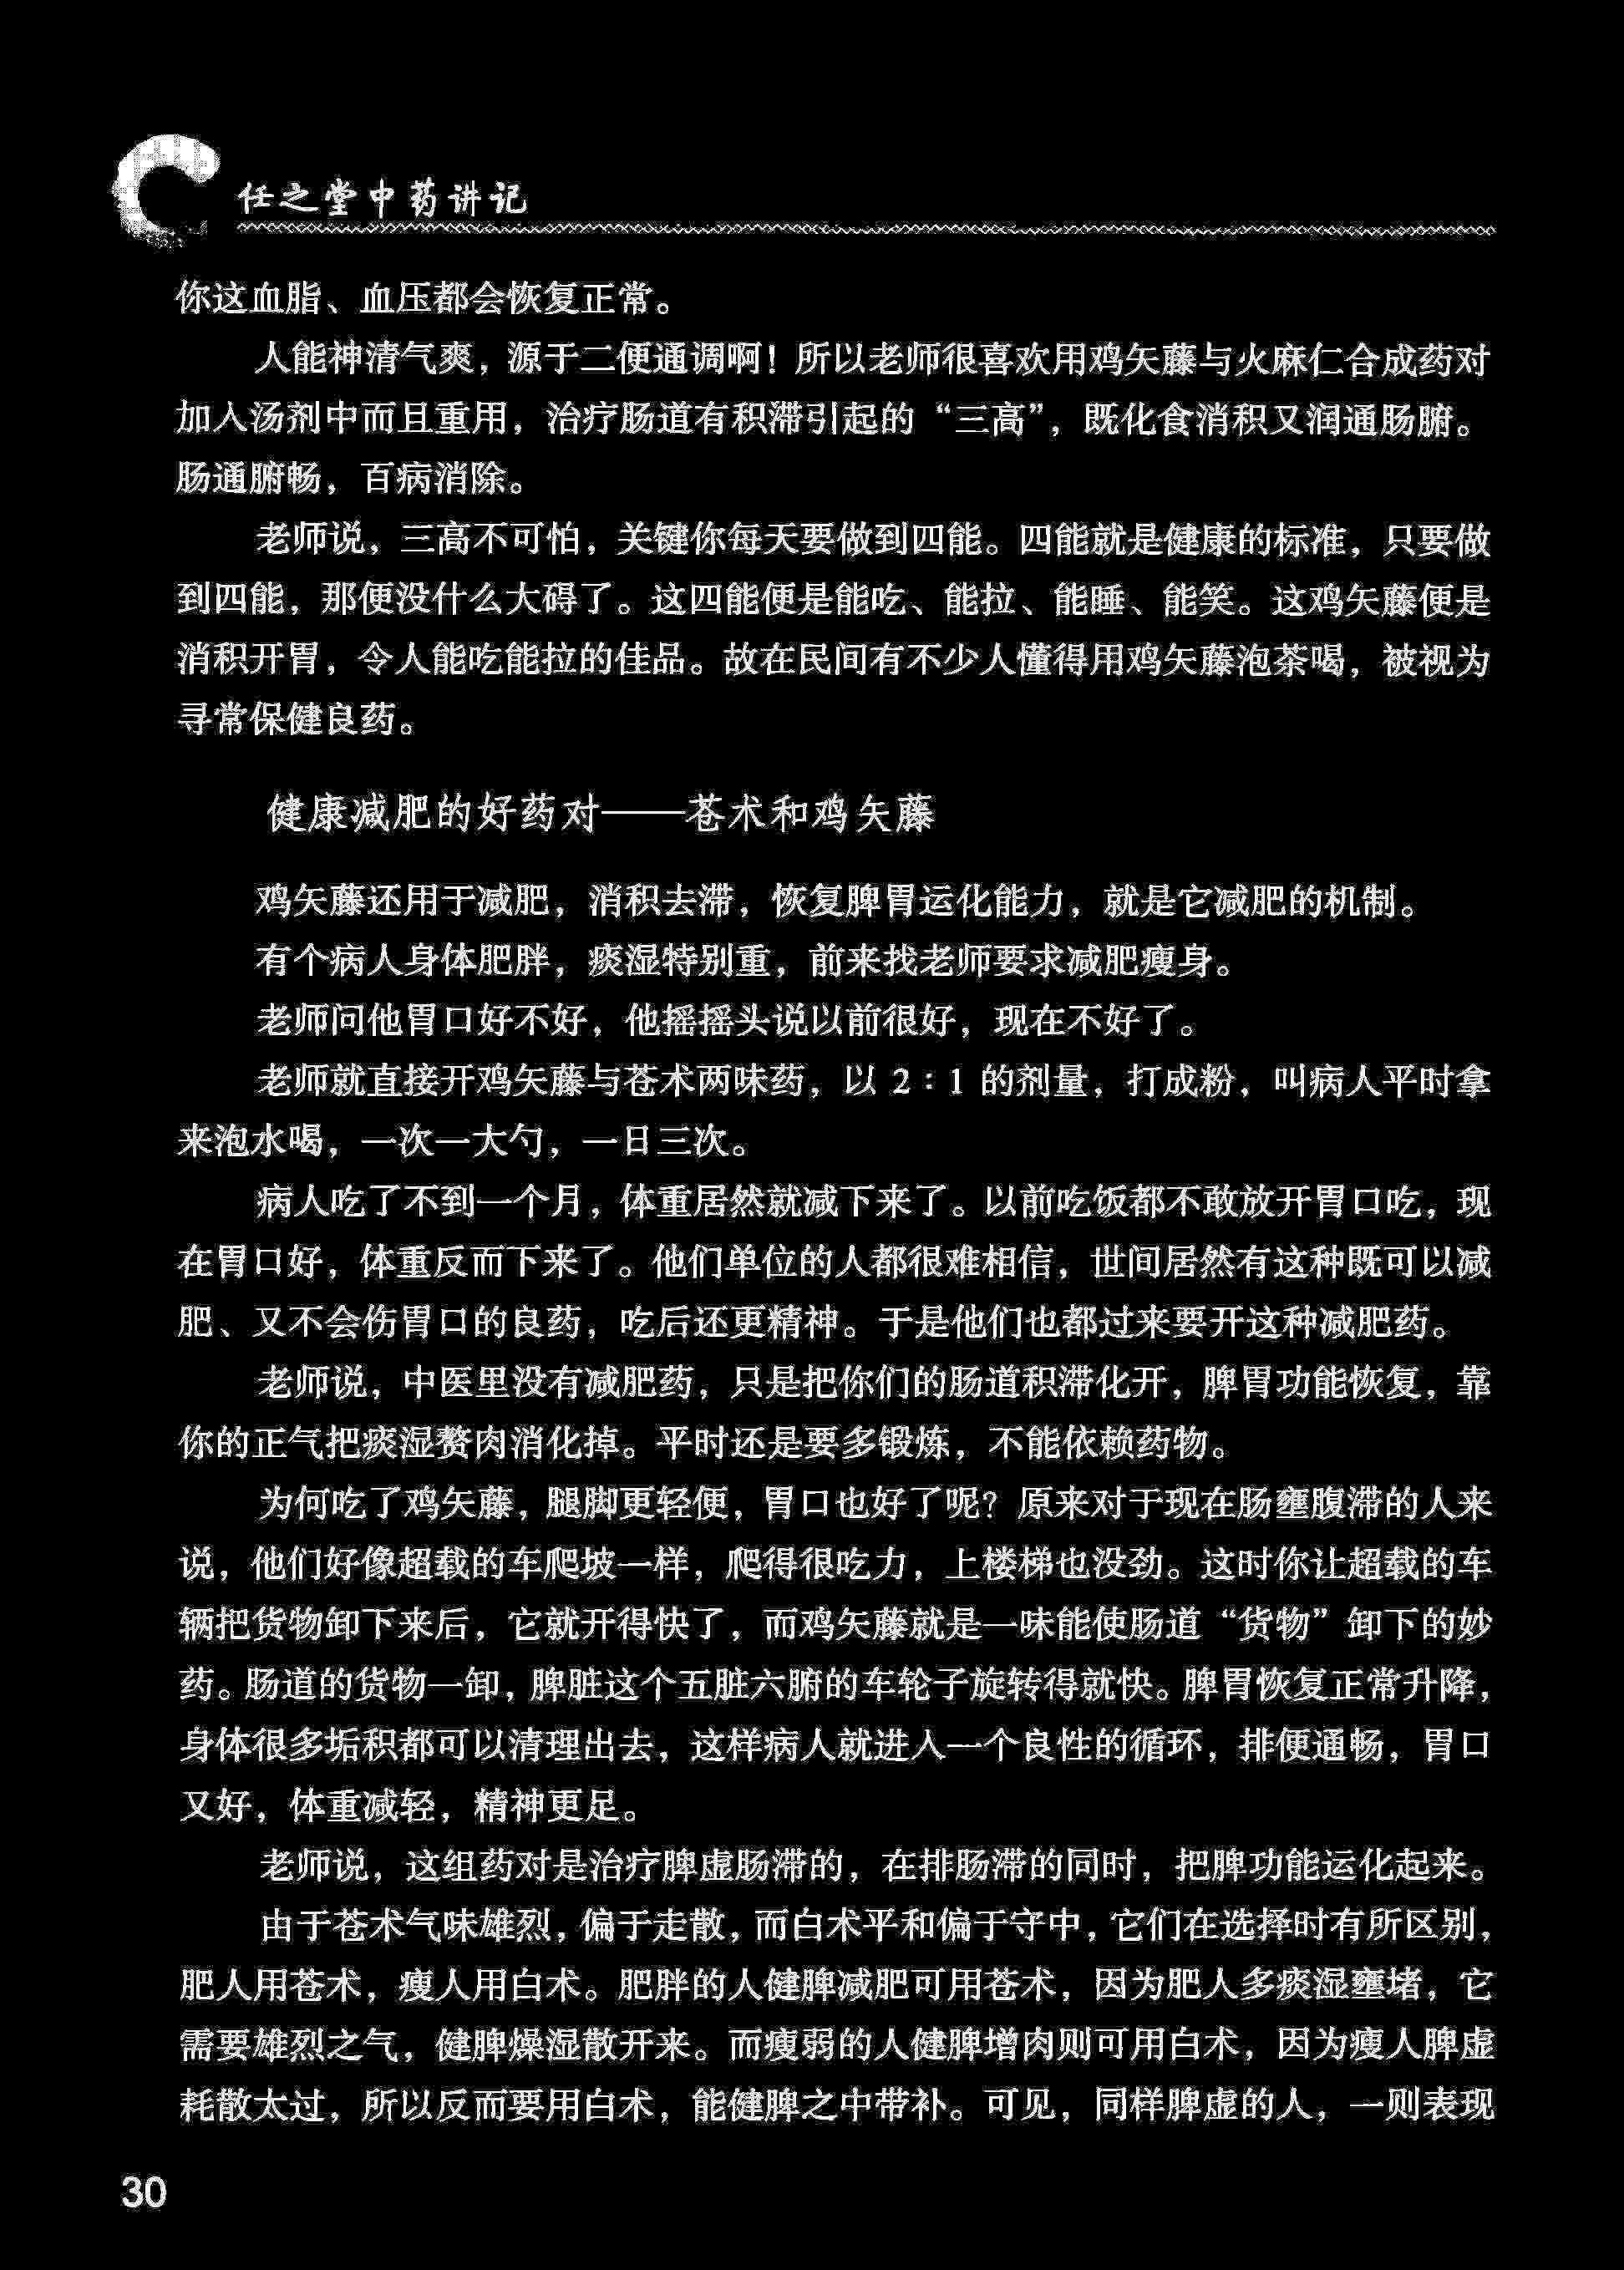 任之堂中药讲记
你这血脂、血压都会恢复正常。
人能神清气爽，源于二便通调啊！所以老师很喜欢用鸡矢藤与火麻仁合成药对
加入汤剂中而且重用，治疗肠道有积滞引起的“三高”，既化食消积又润通肠腑。
肠通腑畅，百病消除。
老师说，三高不可怕，关键你每天要做到四能。四能就是健康的标准，只要做
到四能，那便没什么大碍了。这四能便是能吃、能拉、能睡、能笑。这鸡矢藤便是
消积开胃，令人能吃能拉的佳品。故在民间有不少人懂得用鸡矢藤泡茶喝，被视为
寻常保健良药。
健康减肥的好药对——苍术和鸡矢藤
鸡矢藤还用于减肥，消积去滞，恢复脾胃运化能力，就是它减肥的机制。
有个病人身体肥胖，痰湿特别重，前来找老师要求减肥瘦身。
老师问他胃口好不好，他摇摇头说以前很好，现在不好了。
老师就直接开鸡矢藤与苍术两味药，以 2∶1 的剂量，打成粉，叫病人平时拿
来泡水喝，一次一大勺，一日三次。
病人吃了不到一个月，体重居然就减下来了。以前吃饭都不敢放开胃口吃，现
在胃口好，体重反而下来了。他们单位的人都很难相信，世间居然有这种既可以减
肥、又不会伤胃口的良药，吃后还更精神。于是他们也都过来要开这种减肥药。
老师说，中医里没有减肥药，只是把你们的肠道积滞化开，脾胃功能恢复，靠
你的正气把痰湿赘肉消化掉。平时还是要多锻炼，不能依赖药物。
为何吃了鸡矢藤，腿脚更轻便，胃口也好了呢？原来对于现在肠壅腹滞的人来
说，他们好像超载的车爬坡一样，爬得很吃力，上楼梯也没劲。这时你让超载的车
辆把货物卸下来后，它就开得快了，而鸡矢藤就是一味能使肠道“货物”卸下的妙
药。肠道的货物一卸，脾脏这个五脏六腑的车轮子旋转得就快。脾胃恢复正常升降，
身体很多垢积都可以清理出去，这样病人就进入一个良性的循环，排便通畅，胃口
又好，体重减轻，精神更足。
老师说，这组药对是治疗脾虚肠滞的，在排肠滞的同时，把脾功能运化起来。
由于苍术气味雄烈，偏于走散，而白术平和偏于守中，它们在选择时有所区别，
肥人用苍术，瘦人用白术。肥胖的人健脾减肥可用苍术，因为肥人多痰湿壅堵，它
需要雄烈之气，健脾燥湿散开来。而瘦弱的人健脾增肉则可用白术，因为瘦人脾虚
耗散太过，所以反而要用白术，能健脾之中带补。可见，同样脾虚的人，一则表现
30